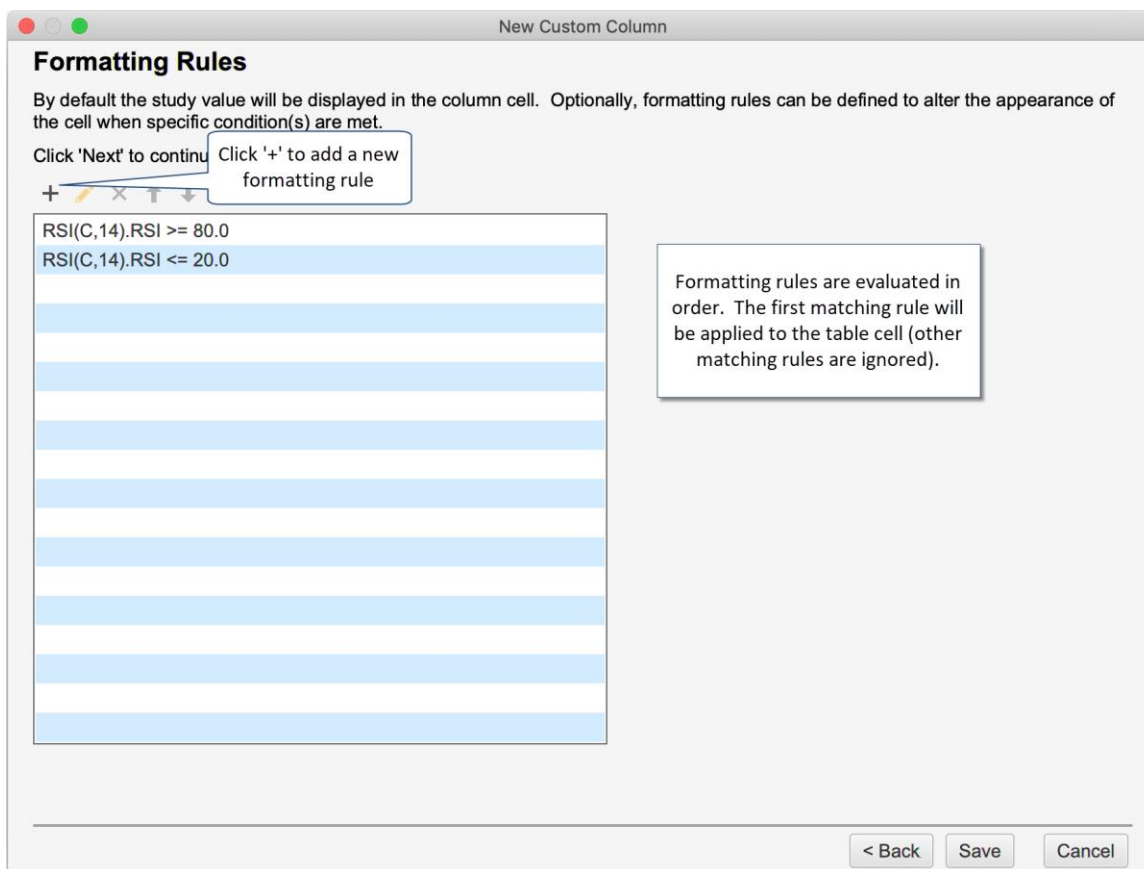 New Custom Column
Formatting Rules
By default the study value will be displayed in the column cell.  Optionally, formatting rules can be defined to alter the appearance of
the cell when specific condition(s) are met.
Click 'Next' to continu
Click '+' to add a new
formatting rule
RSI(C,14).RSI >= 80.0
RSI(C,14).RSI <= 20.0
Formatting rules are evaluated in
order.  The first matching rule will
be applied to the table cell (other
matching rules are ignored).
< Back
Save
Cancel